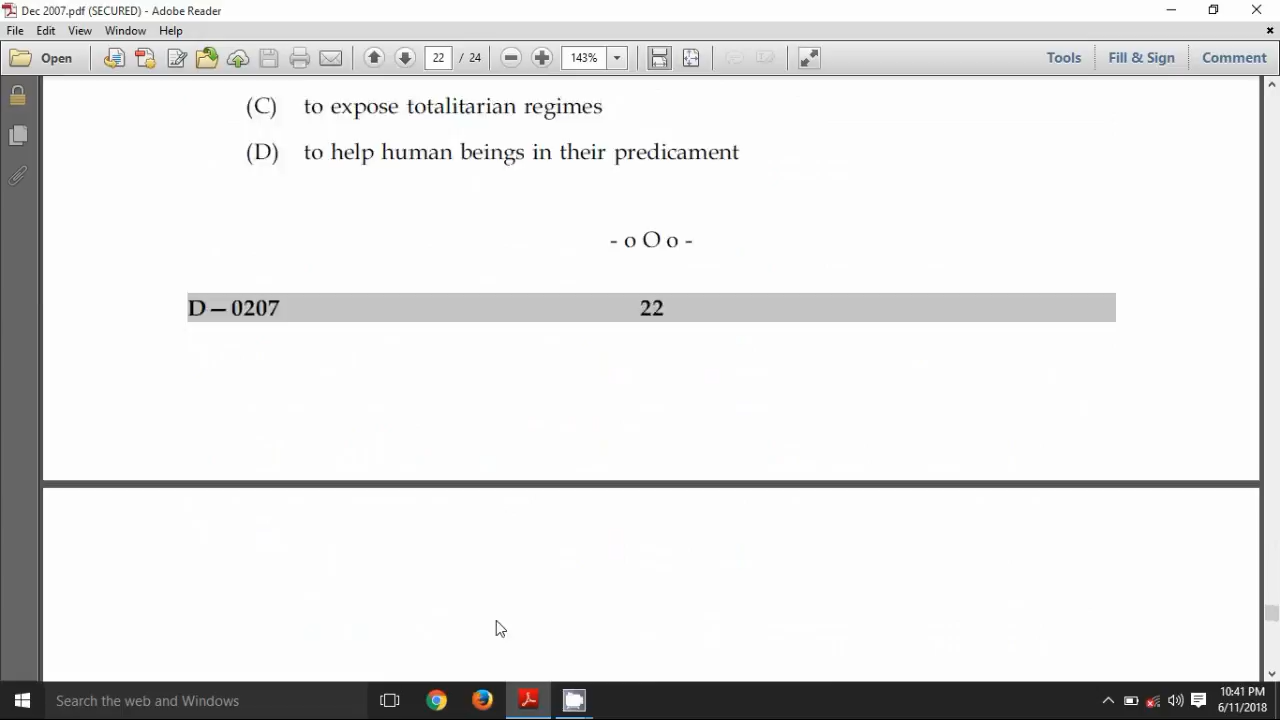 Dec 2007.pdf (SECURED) - Adobe Reader
File Edit View Window Help
Open 22 / 24 143% Tools Fill & Sign Comment
(C) to expose totalitarian regimes
(D) to help human beings in their predicament
- o O o -
D – 0207 22
Search the web and Windows
10:41 PM
6/11/2018